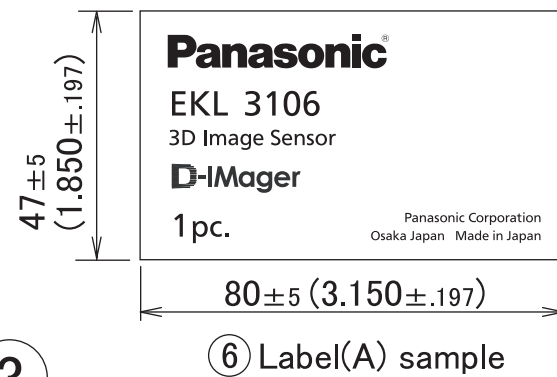 Panasonic®
EKL 3106
3D Image Sensor
D-IMager
1pc.
Panasonic Corporation
Osaka Japan Made in Japan
47±5
(1.850±.197)
80±5 (3.150±.197)
⑥ Label(A) sample